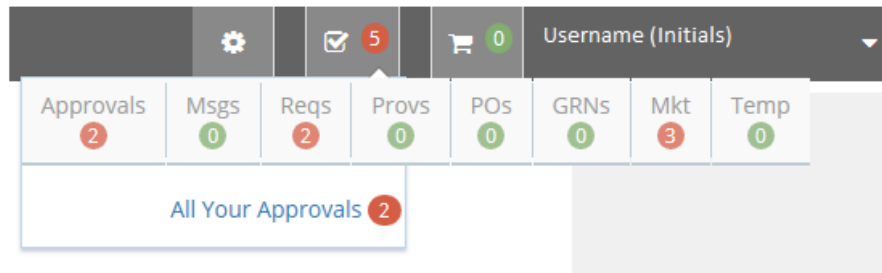 5 0 Username (Initials)
Approvals Msgs Reqs Provs POs GRNs Mkt Temp
2 0 2 0 0 0 3 0
All Your Approvals 2